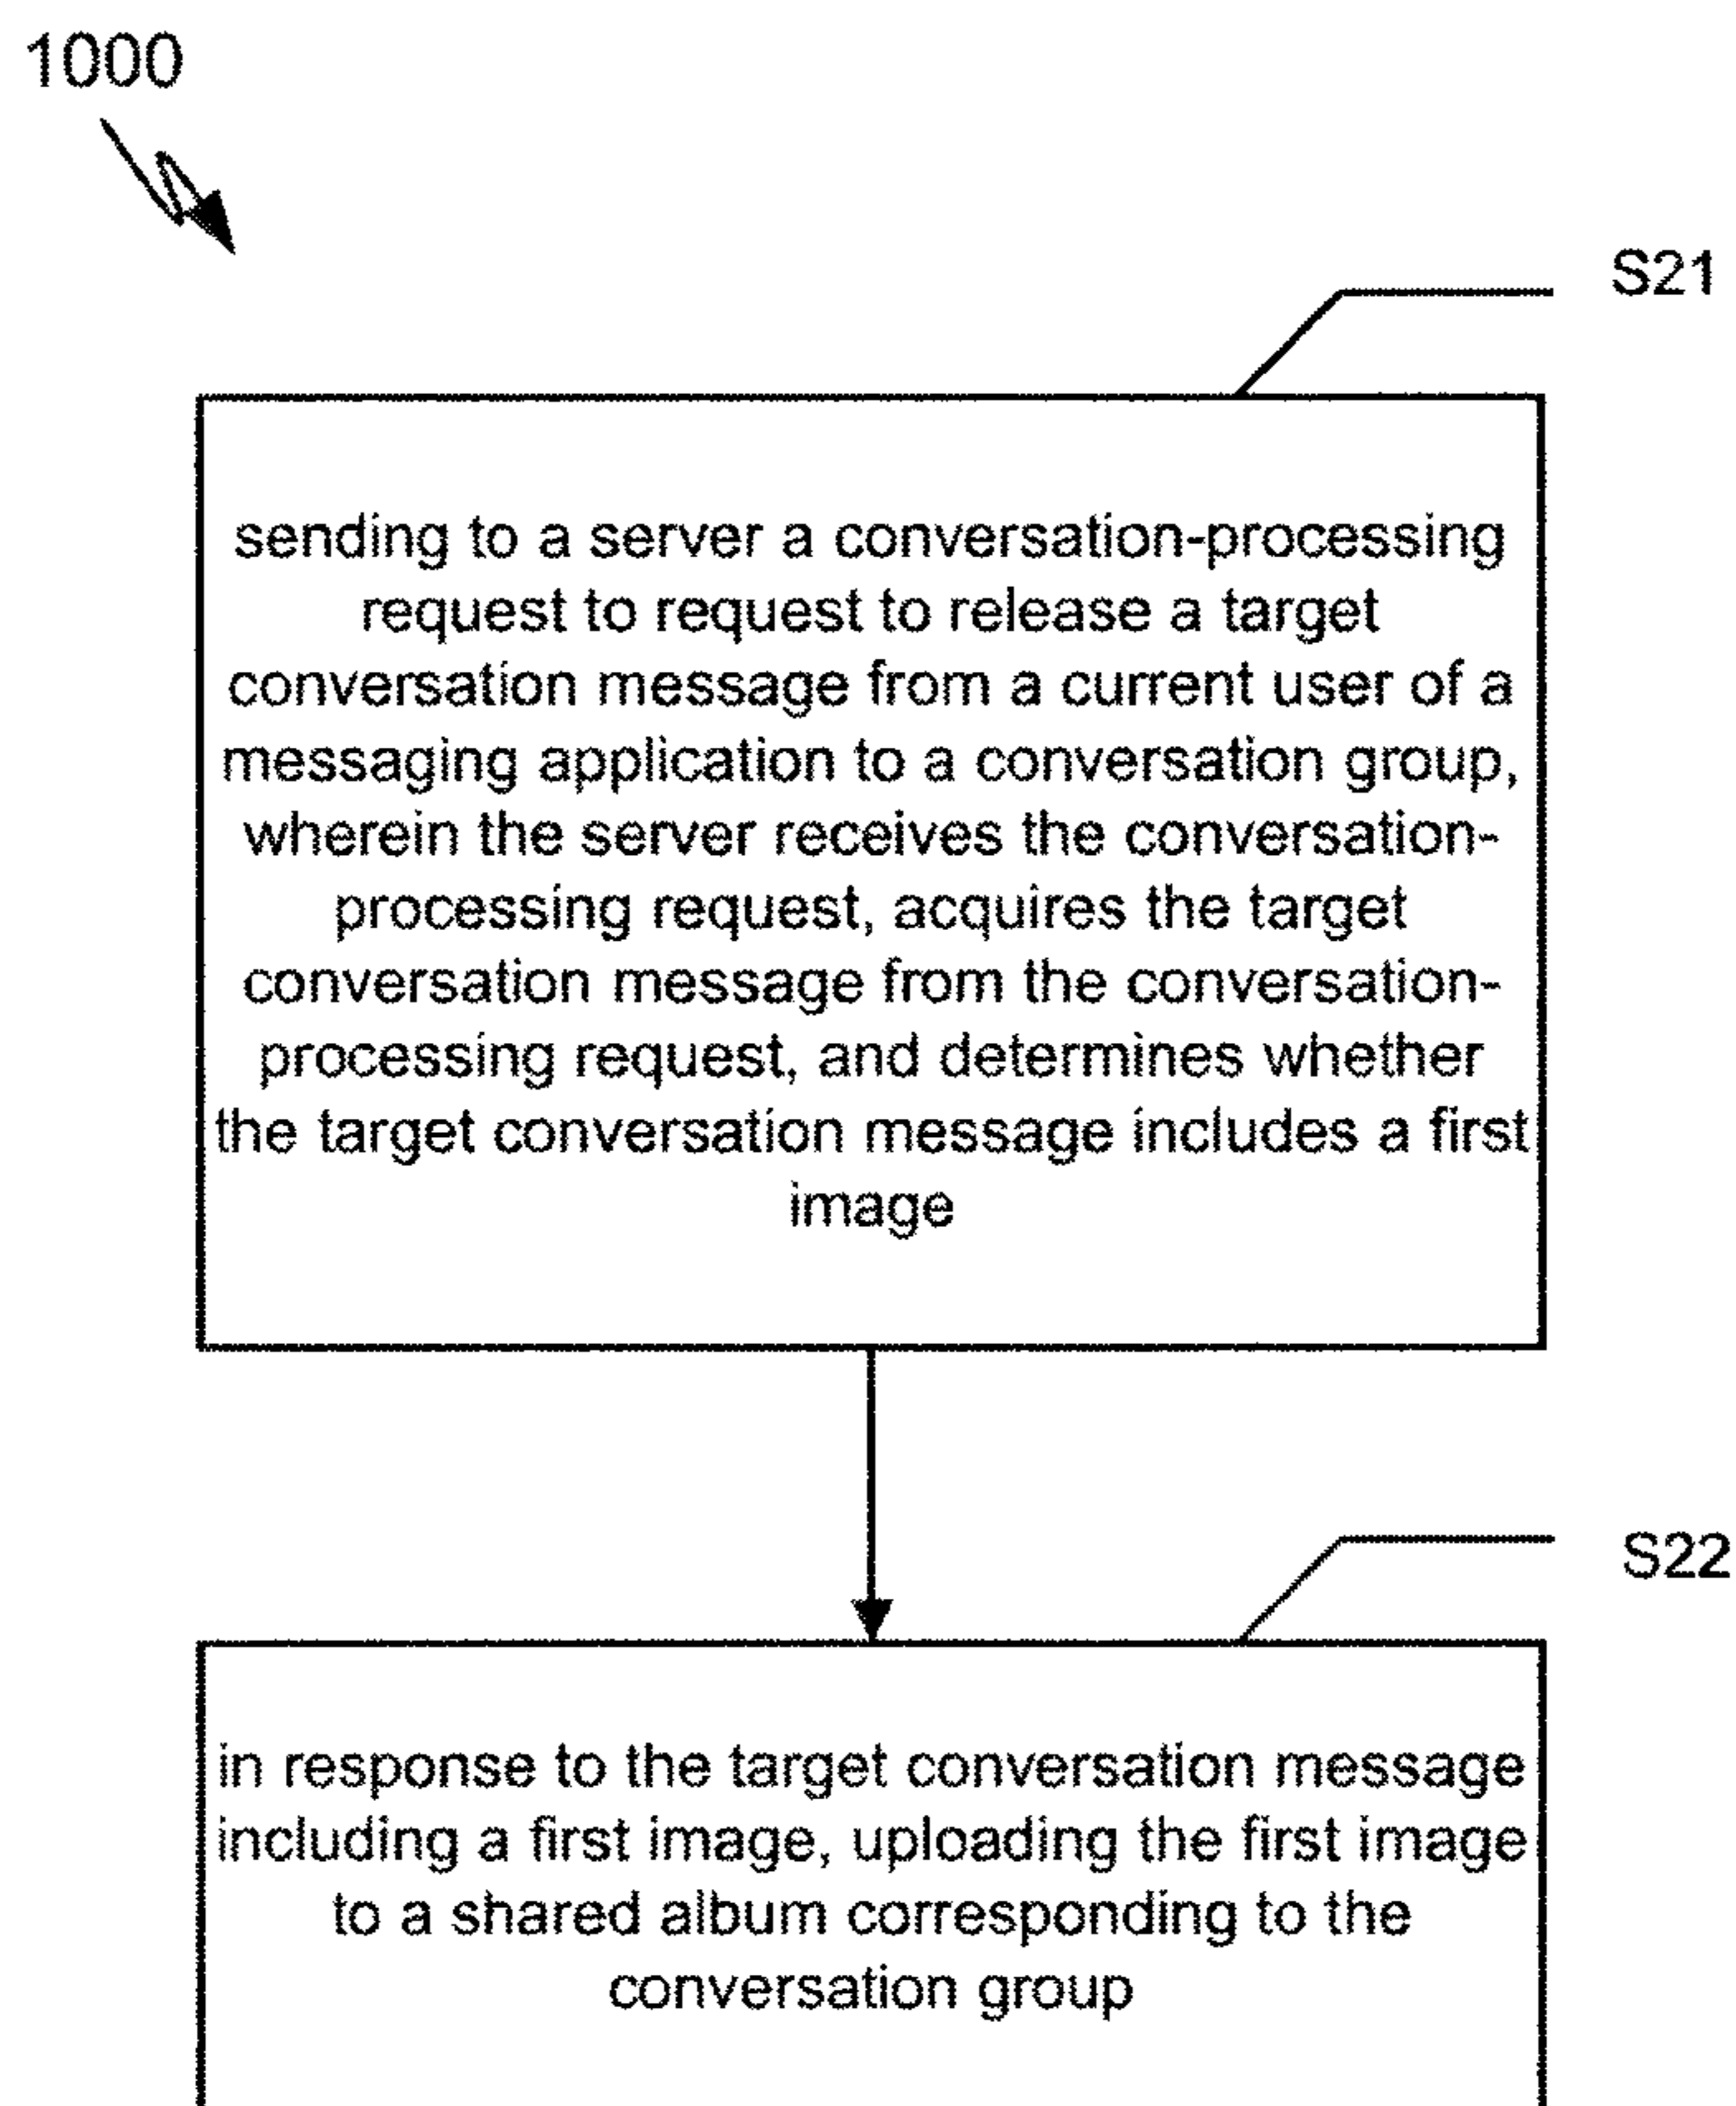 1000
S21
sending to a server a conversation-processing
request to request to release a target
conversation message from a current user of a
messaging application to a conversation group,
wherein the server receives the conversation-
processing request, acquires the target
conversation message from the conversation-
processing request, and determines whether
the target conversation message includes a first
image
S22
in response to the target conversation message
including a first image, uploading the first image
to a shared album corresponding to the
conversation group